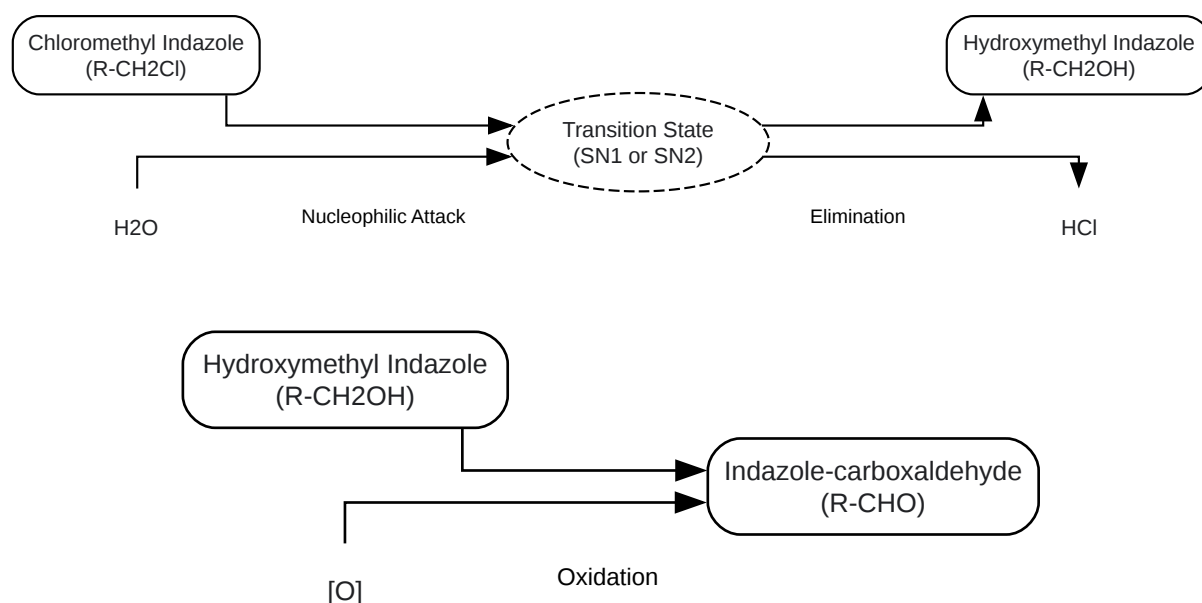 Chloromethyl Indazole
(R-CH2Cl)
Hydroxymethyl Indazole
(R-CH2OH)
Transition State
(SN1 or SN2)
H2O
Nucleophilic Attack
Elimination
HCl
Hydroxymethyl Indazole
(R-CH2OH)
Indazole-carboxaldehyde
(R-CHO)
[O]
Oxidation